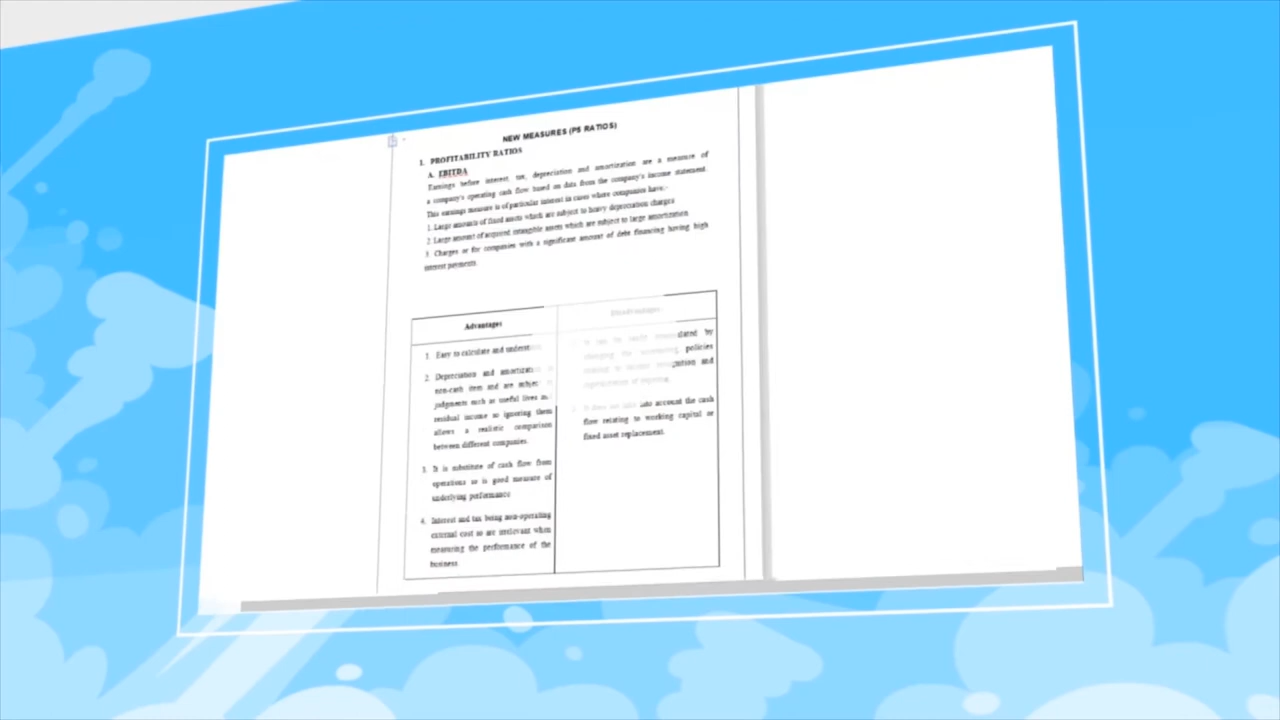 NEW MEASURES (P5 RATIOS)
1. PROFITABILITY RATIOS
A. EBITDA
Earnings before interest, tax, depreciation and amortization are a measure of
a company's operating cash flow based on data from the company's income statement.
This earnings measure is of particular interest in cases where companies have:-
1. Large amounts of fixed assets which are subject to heavy depreciation charges
2. Large amount of acquired intangible assets which are subject to large amortization
3. Charges or for companies with a significant amount of debt financing having high
interest payments.
Advantages
1. Easy to calculate and
2. Depreciation and
non-cash item and are
judgments such as useful lives
residual income so ignoring them
allows a realistic comparison
between different companies.
3. It is substitute of cash flow from
operations so is good measure of
underlying performance
4. Interest and tax being non-operating
external cost so are irrelevant when
measuring the performance of the
business.
Disadvantages
by
changing the accounting policies
and
into account the cash
flow relating to working capital or
fixed asset replacement.